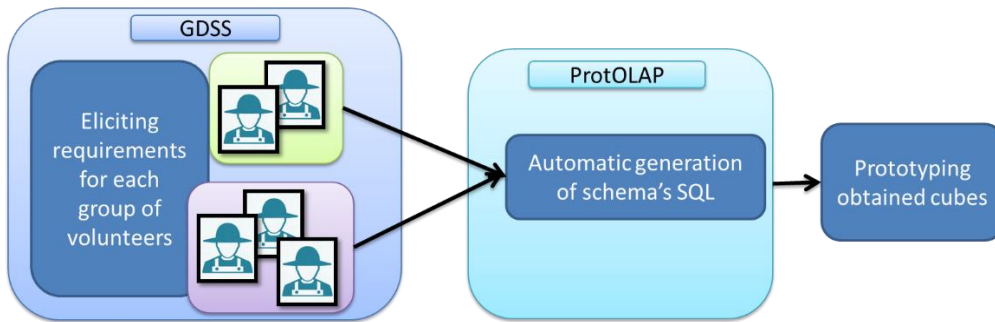 GDSS
Eliciting
requirements
for each
group of
volunteers
ProtOLAP
Automatic generation
of schema's SQL
Prototyping
obtained cubes